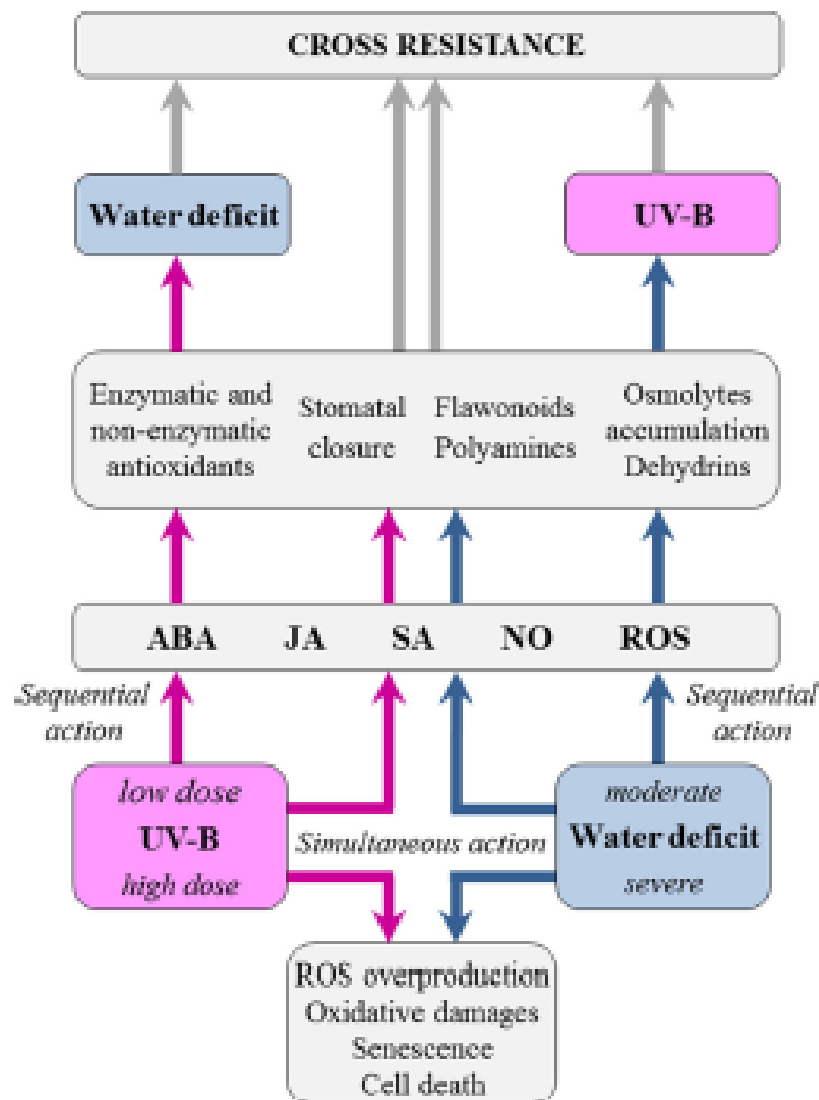 CROSS RESISTANCE
Water deficit
UV-B
Enzymatic and
non-enzymatic
antioxidants
Stomatal
closure
Flawonoids
Polyamines
Osmolytes
accumulation
Dehydrins
ABA JA SA NO ROS
Sequential
action
Sequential
action
low dose
UV-B
high dose
Simultaneous action
moderate
Water deficit
severe
ROS overproduction
Oxidative damages
Senescence
Cell death